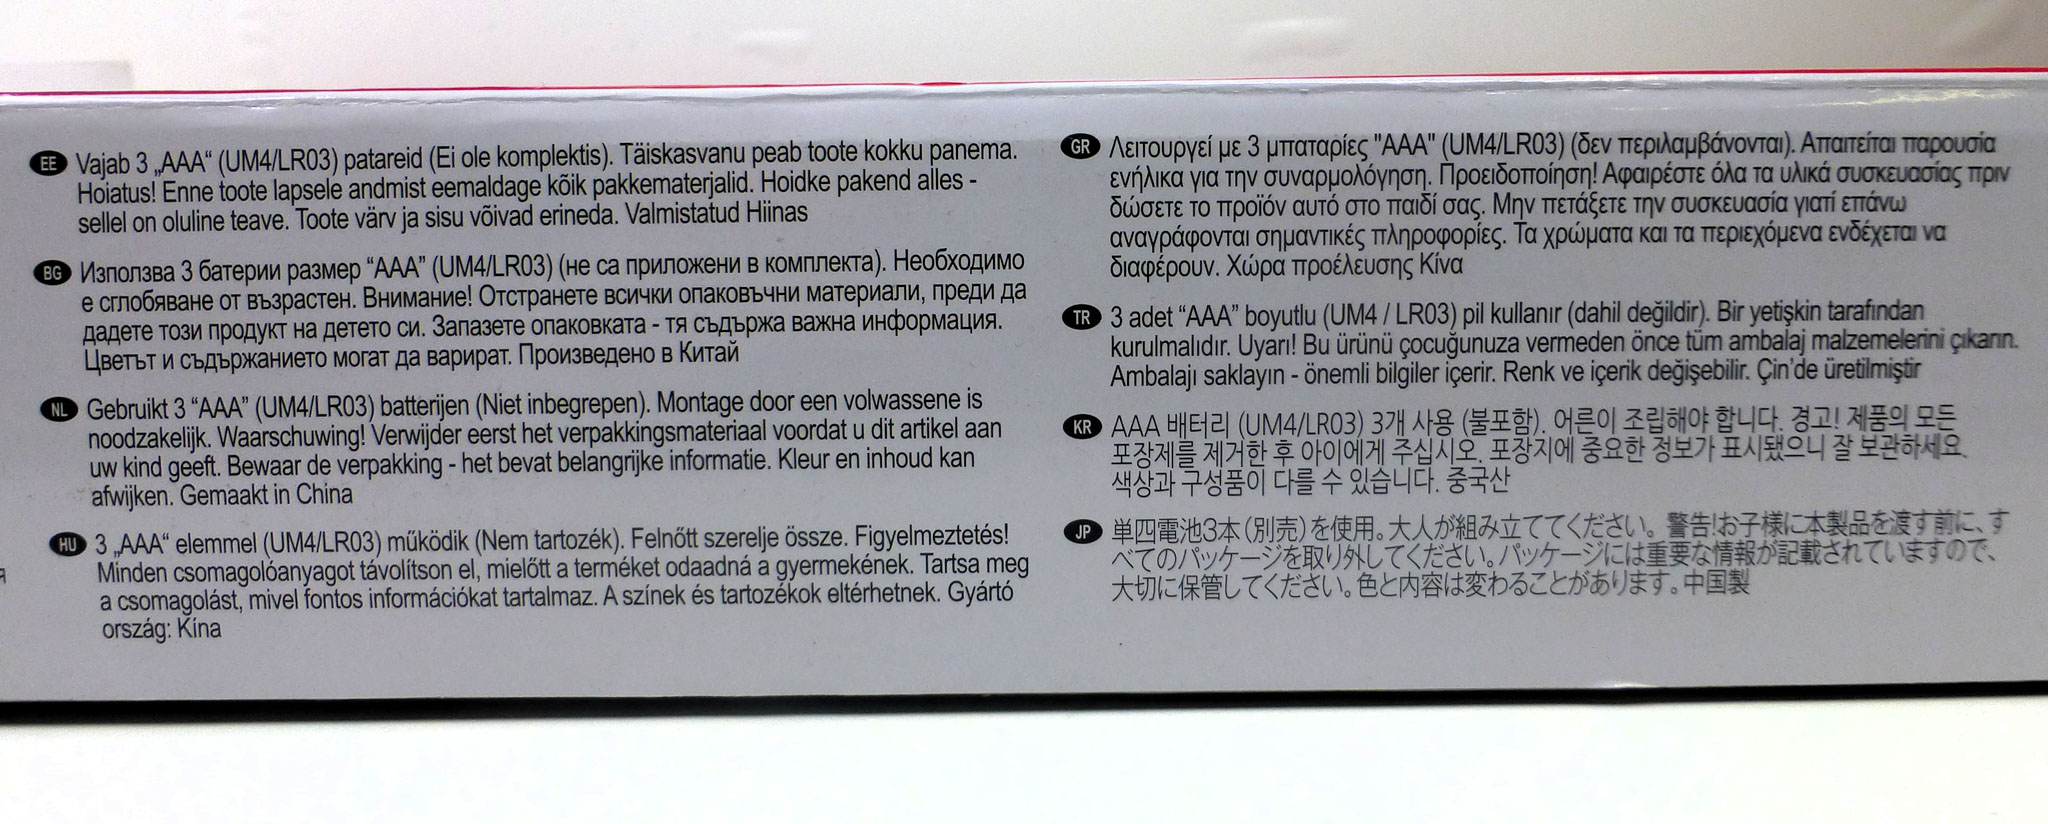 EE Vajab 3 „AAA“ (UM4/LR03) patareid (Ei ole komplektis). Täiskasvanu peab toote kokku panema.
Hoiatus! Enne toote lapsele andmist eemaldage kõik pakkematerjalid. Hoidke pakend alles -
sellel on oluline teave. Toote värv ja sisu võivad erineda. Valmistatud Hiinas
BG Използва 3 батерии размер “AAA” (UM4/LR03) (не са приложени в комплекта). Необходимо
е сглобяване от възрастен. Внимание! Отстранете всички опаковъчни материали, преди да
дадете този продукт на детето си. Запазете опаковката - тя съдържа важна информация.
Цветът и съдържанието могат да варират. Произведено в Китай
NL Gebruikt 3 “AAA” (UM4/LR03) batterijen (Niet inbegrepen). Montage door een volwassene is
noodzakelijk. Waarschuwing! Verwijder eerst het verpakkingsmateriaal voordat u dit artikel aan
uw kind geeft. Bewaar de verpakking - het bevat belangrijke informatie. Kleur en inhoud kan
afwijken. Gemaakt in China
HU 3 „AAA“ elemmel (UM4/LR03) működik (Nem tartozék). Felnőtt szerelje össze. Figyelmeztetés!
Minden csomagolóanyagot távolítson el, mielőtt a terméket odaadná a gyermekének. Tartsa meg
a csomagolást, mivel fontos információkat tartalmaz. A színek és tartozékok eltérhetnek. Gyártó
ország: Kína
я
GR Λειτουργεί με 3 μπαταρίες "AAA" (UM4/LR03) (δεν περιλαμβάνονται). Απαιτείται παρουσία
ενήλικα για την συναρμολόγηση. Προειδοποίηση! Αφαιρέστε όλα τα υλικά συσκευασίας πριν
δώσετε το προϊόν αυτό στο παιδί σας. Μην πετάξετε την συσκευασία γιατί επάνω
αναγράφονται σημαντικές πληροφορίες. Τα χρώματα και τα περιεχόμενα ενδέχεται να
διαφέρουν. Χώρα προέλευσης Κίνα
TR 3 adet “AAA” boyutlu (UM4 / LR03) pil kullanır (dahil değildir). Bir yetişkin tarafından
kurulmalıdır. Uyarı! Bu ürünü çocuğunuza vermeden önce tüm ambalaj malzemelerini çıkarın.
Ambalajı saklayın - önemli bilgiler içerir. Renk ve içerik değişebilir. Çin’de üretilmiştir
KR AAA 배터리 (UM4/LR03) 3개 사용 (불포함). 어른이 조립해야 합니다. 경고! 제품의 모든
포장제를 제거한 후 아이에게 주십시오. 포장지에 중요한 정보가 표시됐으니 잘 보관하세요.
색상과 구성품이 다를 수 있습니다. 중국산
JP 単四電池3本(別売)を使用。大人が組み立ててください。警告!お子様に本製品を渡す前に、す
べてのパッケージを取り外してください。パッケージには重要な情報が記載されていますので、
大切に保管してください。色と内容は変わることがあります。中国製